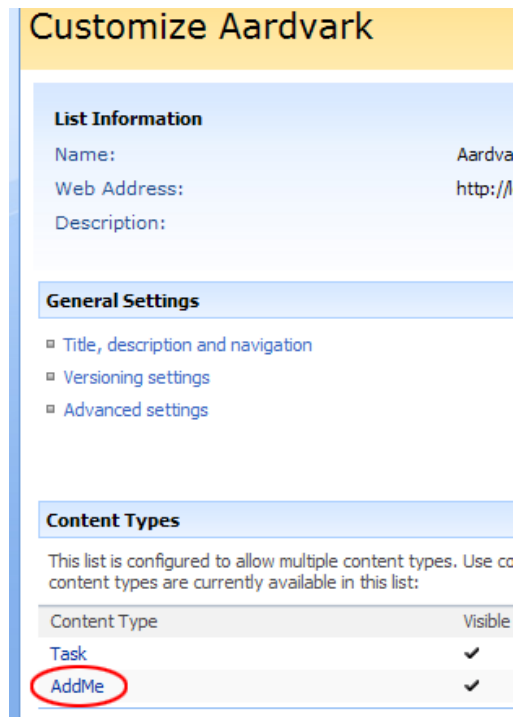 Customize Aardvark
List Information
Name: Aardva
Web Address: http://
Description:
General Settings
Title, description and navigation
Versioning settings
Advanced settings
Content Types
This list is configured to allow multiple content types. Use co
content types are currently available in this list:
Content Type Visible
Task
AddMe